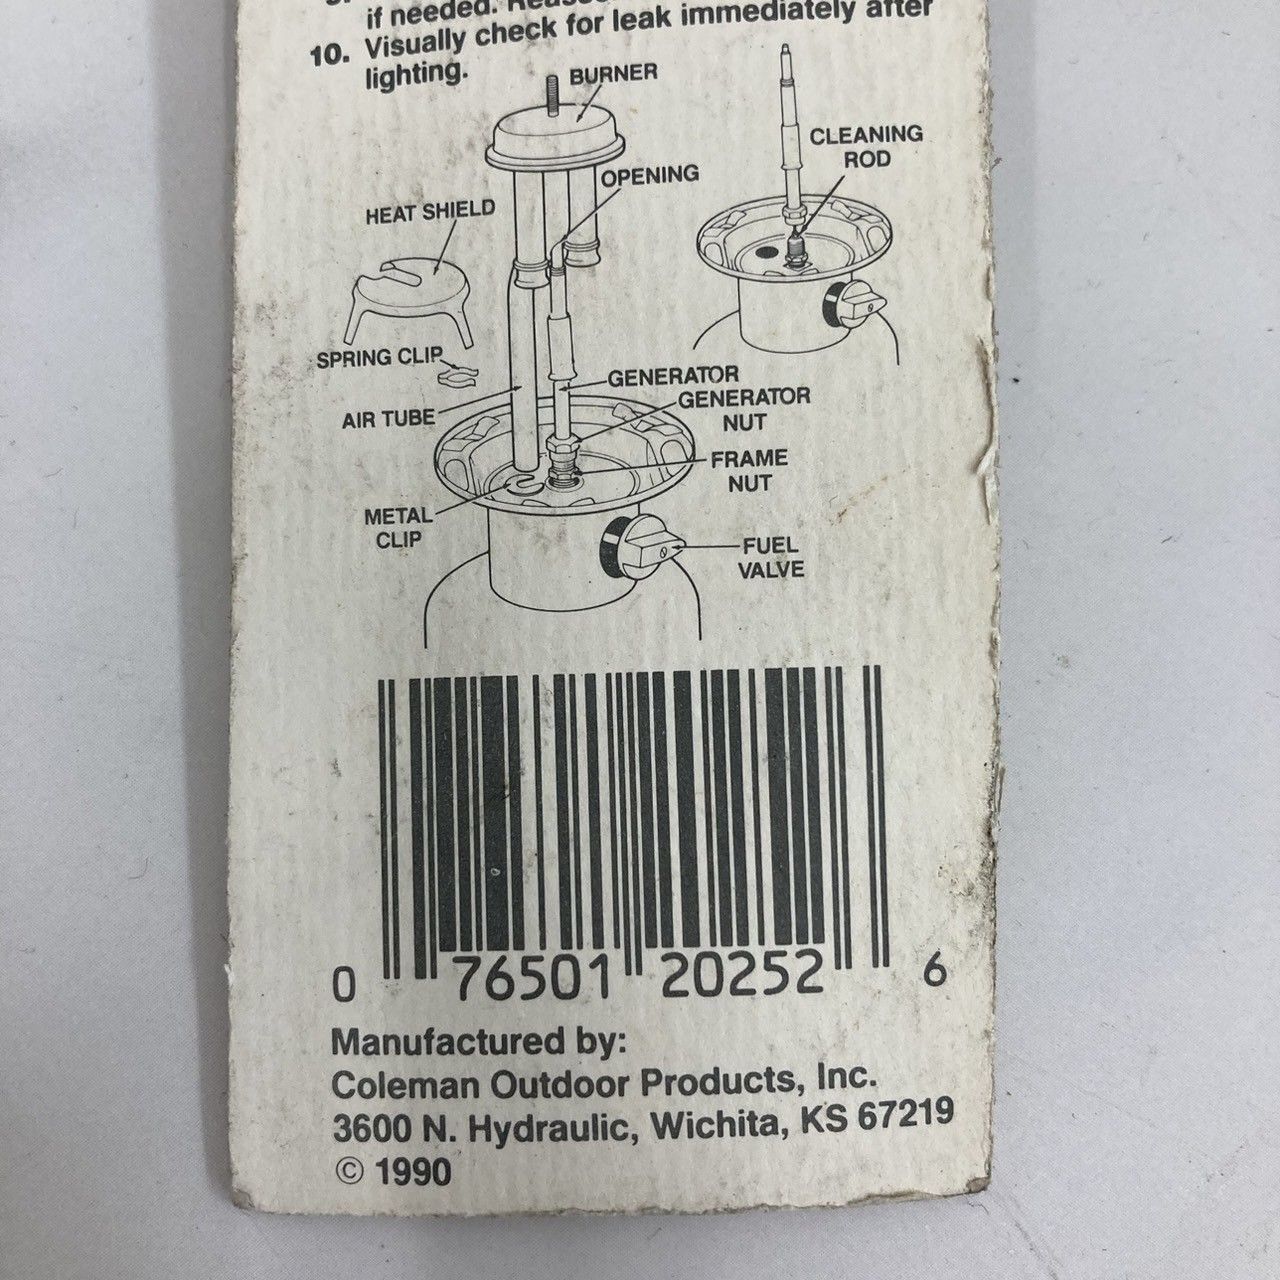 if needed.
10. Visually check for leak immediately after
lighting.
BURNER
CLEANING
ROD
OPENING
HEAT SHIELD
SPRING CLIP
GENERATOR
GENERATOR
NUT
AIR TUBE
FRAME
NUT
METAL
CLIP
FUEL
VALVE
0 76501 20252 6
Manufactured by:
Coleman Outdoor Products, Inc.
3600 N. Hydraulic, Wichita, KS 67219
© 1990